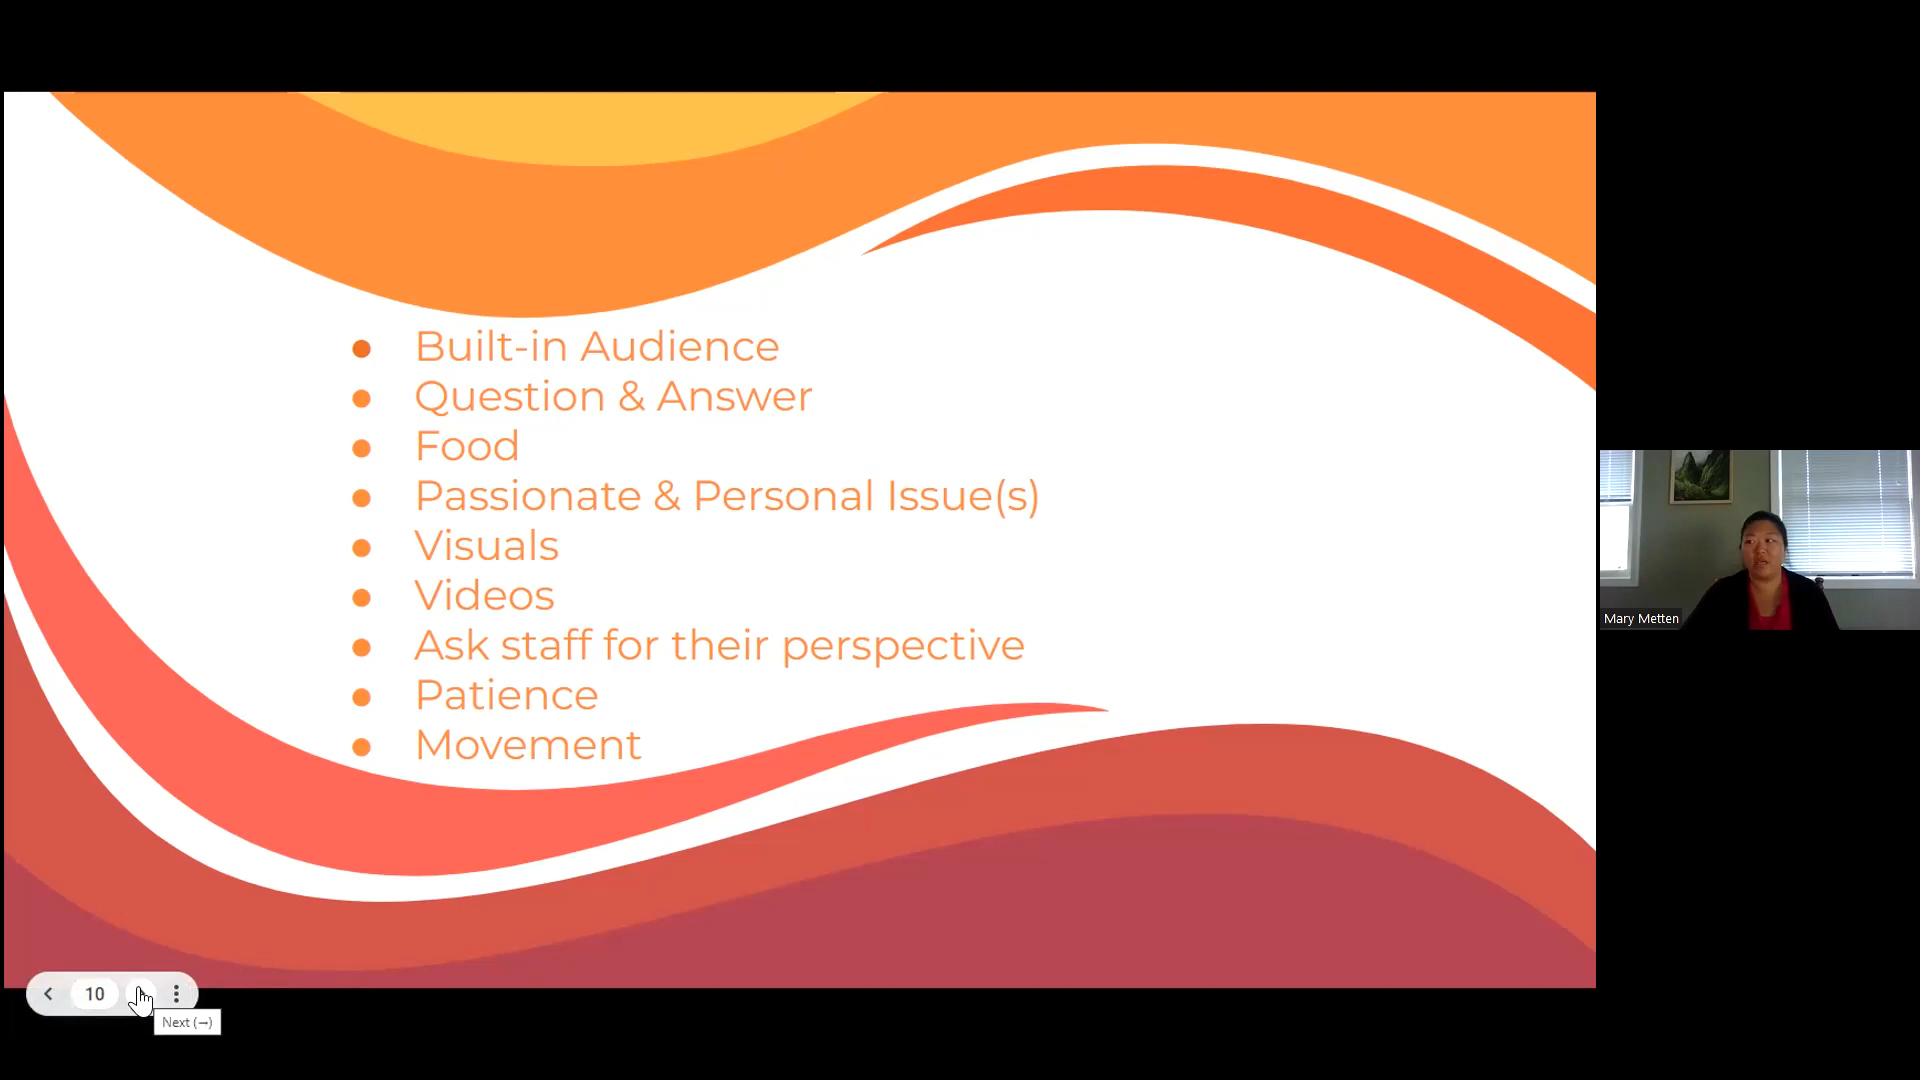 Built-in Audience
Question & Answer
Food
Passionate & Personal Issue(s)
Visuals
Videos
Ask staff for their perspective
Patience
Movement
Mary Metten
10
Next (→)